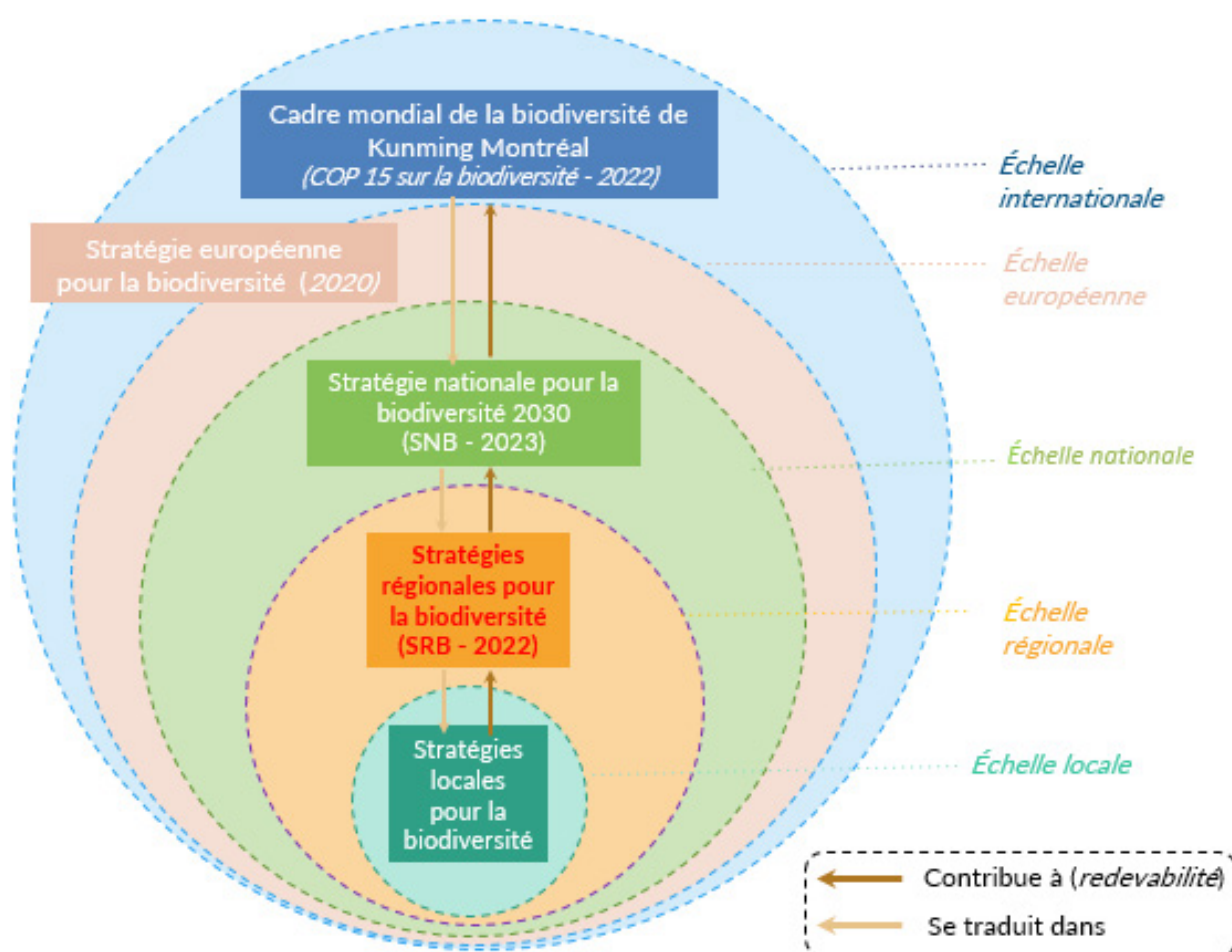 Cadre mondial de la biodiversité de
Kunming Montréal
(COP 15 sur la biodiversité - 2022)
Échelle
internationale
Stratégie européenne
pour la biodiversité (2020)
Échelle
européenne
Stratégie nationale pour la
biodiversité 2030
(SNB - 2023)
Échelle nationale
Stratégies
régionales pour
la biodiversité
(SRB - 2022)
Échelle
régionale
Stratégies
locales
pour la
biodiversité
Échelle locale
Contribue à (redevabilité)
Se traduit dans